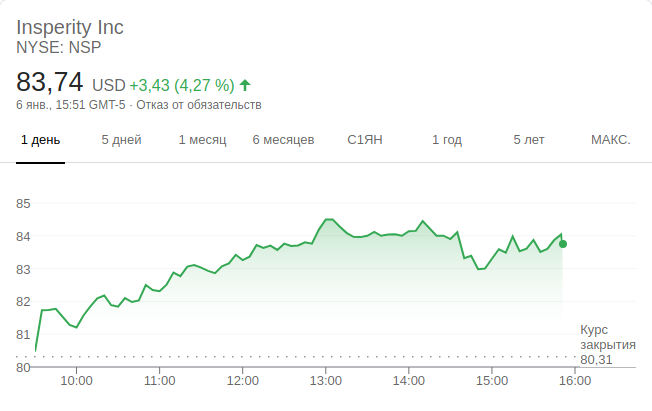 Insperity Inc
NYSE: NSP
83,74 USD +3,43 (4,27 %)
6 янв., 15:51 GMT-5 · Отказ от обязательств
1 день 5 дней 1 месяц 6 месяцев С1ЯН 1 год 5 лет МАКС.
85
84
83
82
81
80
Курс
закрытия
80,31
10:00 11:00 12:00 13:00 14:00 15:00 16:00